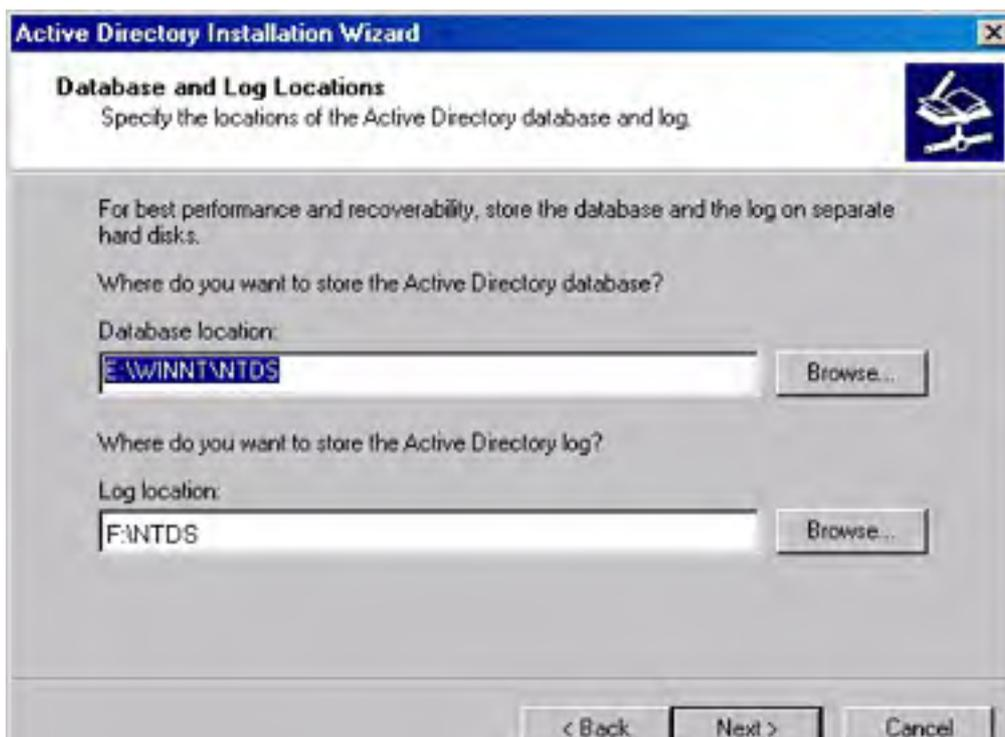 Active Directory Installation Wizard
Database and Log Locations
Specify the locations of the Active Directory database and log.
For best performance and recoverability, store the database and the log on separate
hard disks.
Where do you want to store the Active Directory database?
Database location:
E:\WINNT\NTDS
Browse...
Where do you want to store the Active Directory log?
Log location:
F:\NTDS
Browse...
< Back
Next >
Cancel